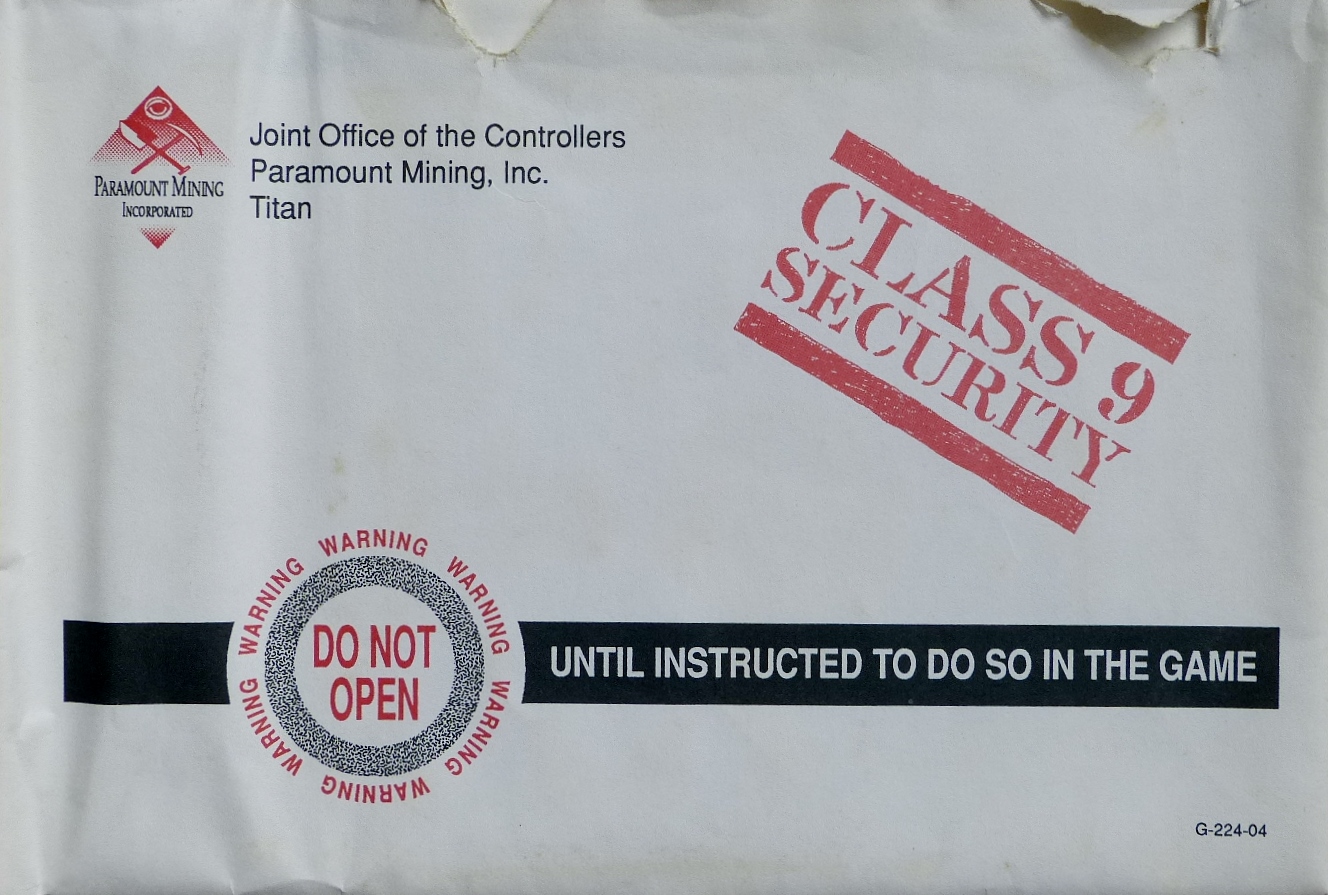 PARAMOUNT MINING
INCORPORATED
Joint Office of the Controllers
Paramount Mining, Inc.
Titan
CLASS 9
SECURITY
WARNING
WARNING
WARNING
WARNING
WARNING
WARNING
WARNING
DO NOT
OPEN
UNTIL INSTRUCTED TO DO SO IN THE GAME
G-224-04